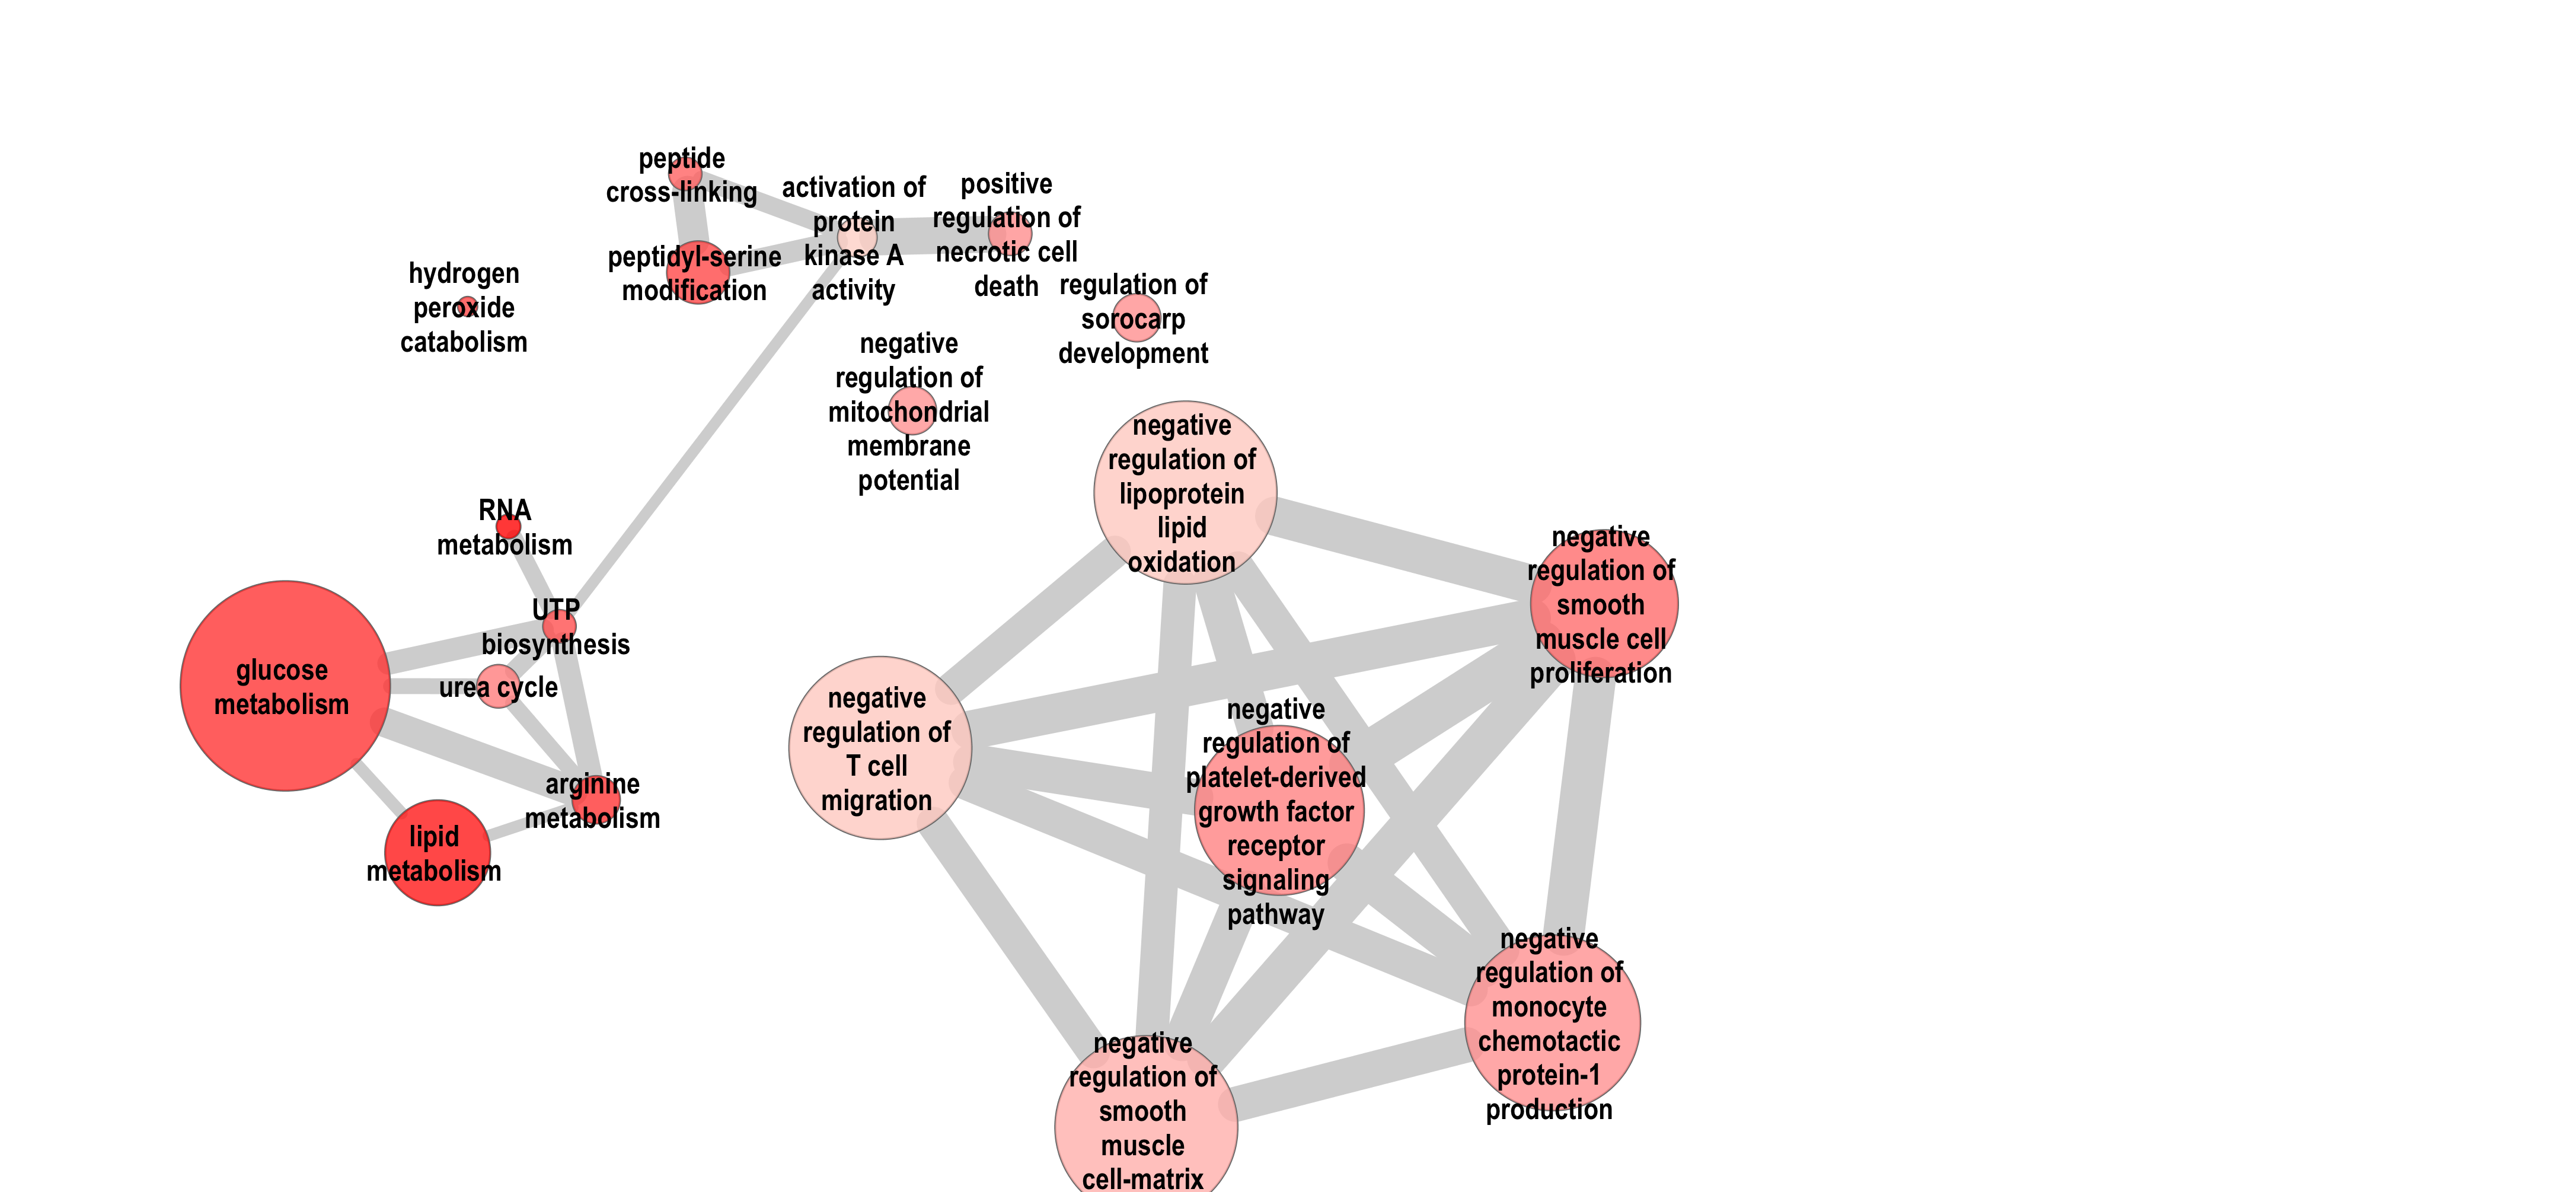 peptide
cross-linking
activation of
protein
kinase A
activity
positive
regulation of
necrotic cell
death
peptidyl-serine
modification
hydrogen
peroxide
catabolism
regulation of
sorocarp
development
negative
regulation of
mitochondrial
membrane
potential
negative
regulation of
lipoprotein
lipid
oxidation
RNA
metabolism
negative
regulation of
smooth
muscle cell
proliferation
UTP
biosynthesis
glucose
metabolism
urea cycle
negative
regulation of
T cell
migration
negative
regulation of
platelet-derived
growth factor
receptor
signaling
pathway
arginine
metabolism
lipid
metabolism
negative
regulation of
monocyte
chemotactic
protein-1
production
negative
regulation of
smooth
muscle
cell-matrix